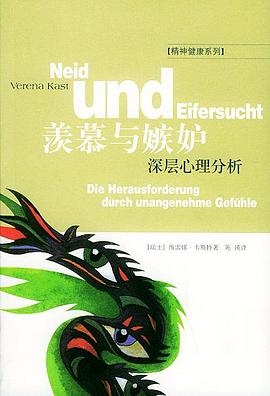 【精神健康系列】
Neid
Verena Kast
und
Eifersucht
羡慕与嫉妒
深层心理分析
Die Herausforderung
durch unangenehme Gefühle
［瑞士］维雷娜·卡斯特著 陈 瑛译